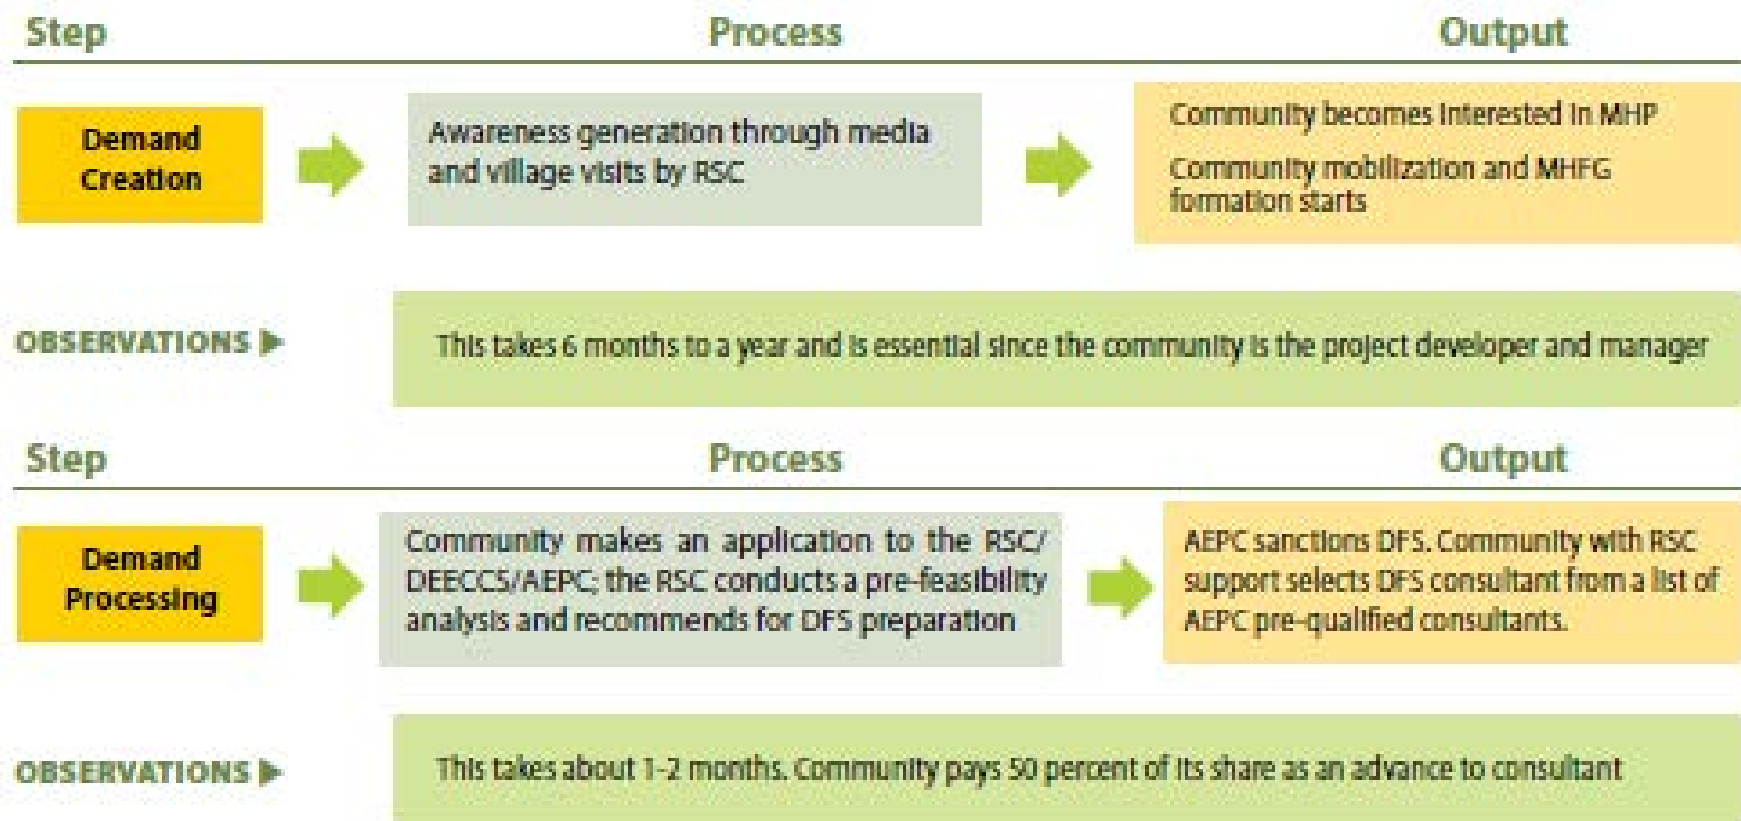 Step Process Output
Demand
Creation
Awareness generation through media
and village visits by RSC
Community becomes interested in MHP
Community mobilization and MHFG
formation starts
OBSERVATIONS ▶
This takes 6 months to a year and is essential since the community is the project developer and manager
Step Process Output
Demand
Processing
Community makes an application to the RSC/
DEECCS/AEPC; the RSC conducts a pre-feasibility
analysis and recommends for DFS preparation
AEPC sanctions DFS. Community with RSC
support selects DFS consultant from a list of
AEPC pre-qualified consultants.
OBSERVATIONS ▶
This takes about 1-2 months. Community pays 50 percent of its share as an advance to consultant